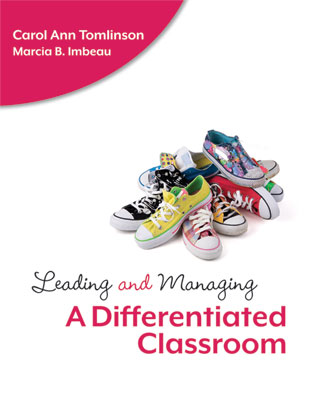 Carol Ann Tomlinson
Marcia B. Imbeau
Leading and Managing
A Differentiated
Classroom